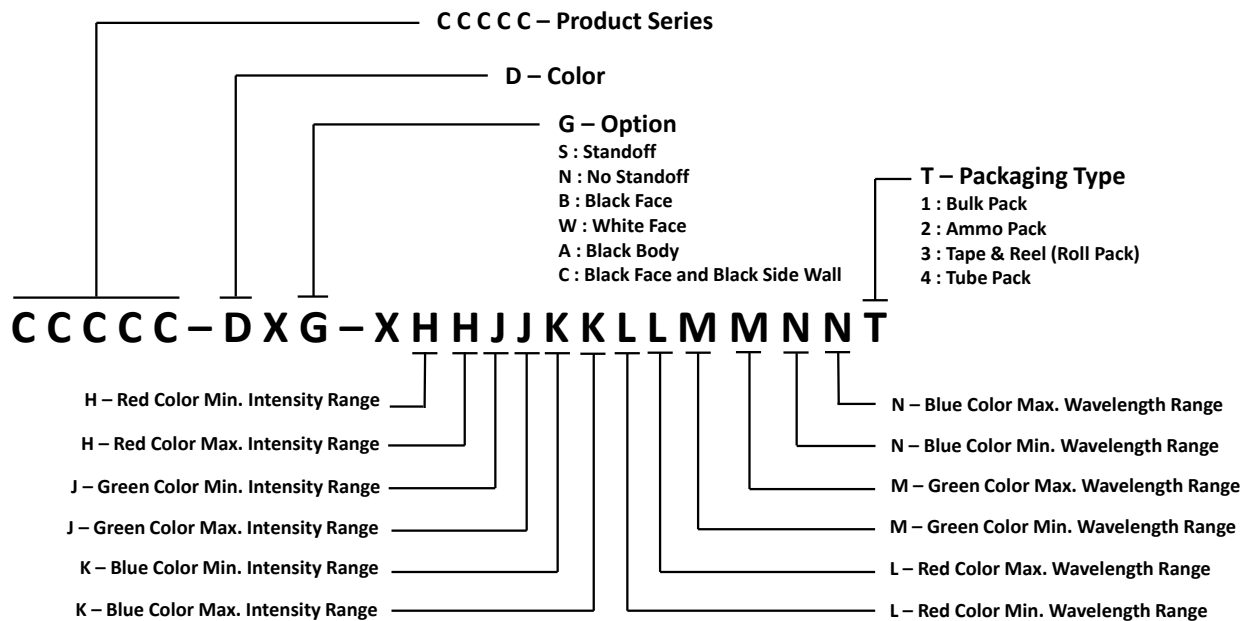 C C C C C – Product Series
D – Color
G – Option
S : Standoff
N : No Standoff
B : Black Face
W : White Face
A : Black Body
C : Black Face and Black Side Wall
T – Packaging Type
1 : Bulk Pack
2 : Ammo Pack
3 : Tape & Reel (Roll Pack)
4 : Tube Pack
C C C C C – D X G – X H H J J K K L L M M N N T
H – Red Color Min. Intensity Range
H – Red Color Max. Intensity Range
J – Green Color Min. Intensity Range
J – Green Color Max. Intensity Range
K – Blue Color Min. Intensity Range
K – Blue Color Max. Intensity Range
N – Blue Color Max. Wavelength Range
N – Blue Color Min. Wavelength Range
M – Green Color Max. Wavelength Range
M – Green Color Min. Wavelength Range
L – Red Color Max. Wavelength Range
L – Red Color Min. Wavelength Range